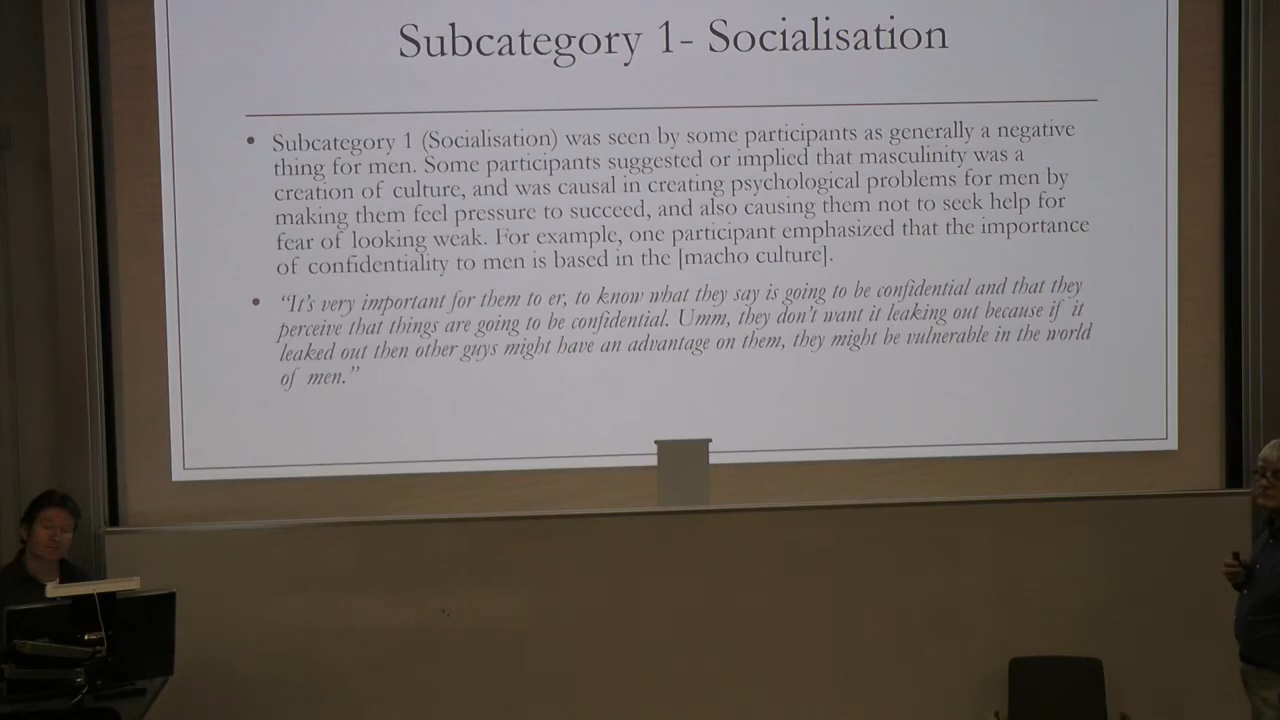 Subcategory 1- Socialisation
• Subcategory 1 (Socialisation) was seen by some participants as generally a negative
thing for men. Some participants suggested or implied that masculinity was a
creation of culture, and was causal in creating psychological problems for men by
making them feel pressure to succeed, and also causing them not to seek help for
fear of looking weak. For example, one participant emphasized that the importance
of confidentiality to men is based in the [macho culture].
• “It’s very important for them to er, to know what they say is going to be confidential and that they
perceive that things are going to be confidential. Umm, they don’t want it leaking out because if it
leaked out then other guys might have an advantage on them, they might be vulnerable in the world
of men.”